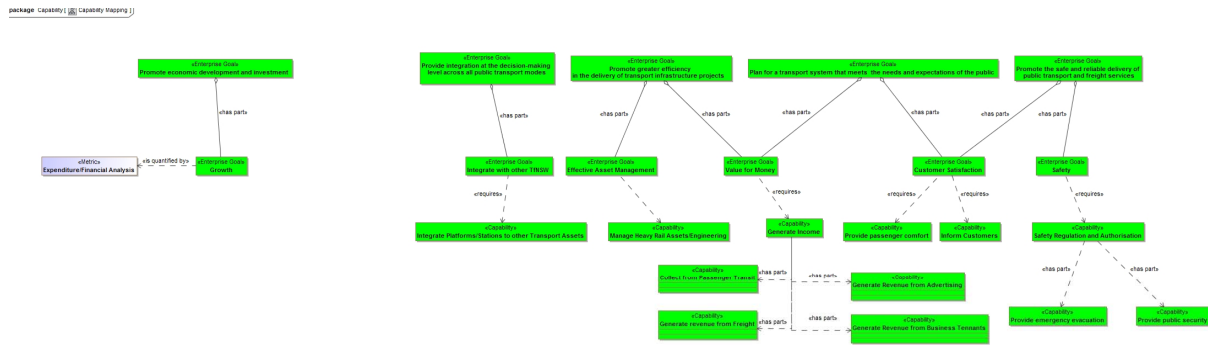 package Capability [ Capability Mapping ]
«Enterprise Goal»
Promote economic development and investment
«Enterprise Goal»
Provide integration at the decision-making
level across all public transport modes
«Enterprise Goal»
Promote greater efficiency
in the delivery of transport infrastructure projects
«Enterprise Goal»
Plan for a transport system that meets the needs and expectations of the public
«Enterprise Goal»
Promote the safe and reliable delivery of
public transport and freight services
«has part»
«has part»
«has part»
«has part»
«has part»
«has part»
«has part»
«has part»
«Metric»
Expenditure/Financial Analysis
«is quantified by»
«Enterprise Goal»
Growth
«Enterprise Goal»
Integrate with other TfNSW
«Enterprise Goal»
Effective Asset Management
«Enterprise Goal»
Value for Money
«Enterprise Goal»
Customer Satisfaction
«Enterprise Goal»
Safety
«requires»
«requires»
«requires»
«requires»
«requires»
«requires»
«Capability»
Integrate Platforms/Stations to other Transport Assets
«Capability»
Manage Heavy Rail Assets/Engineering
«Capability»
Generate Income
«Capability»
Provide passenger comfort
«Capability»
Inform Customers
«Capability»
Safety Regulation and Authorisation
«Capability»
Collect from Passenger Transit
«has part»
«has part»
«Capability»
Generate Revenue from Advertising
«has part»
«has part»
«Capability»
Generate revenue from Freight
«has part»
«has part»
«Capability»
Generate Revenue from Business Tennants
«Capability»
Provide emergency evacuation
«Capability»
Provide public security